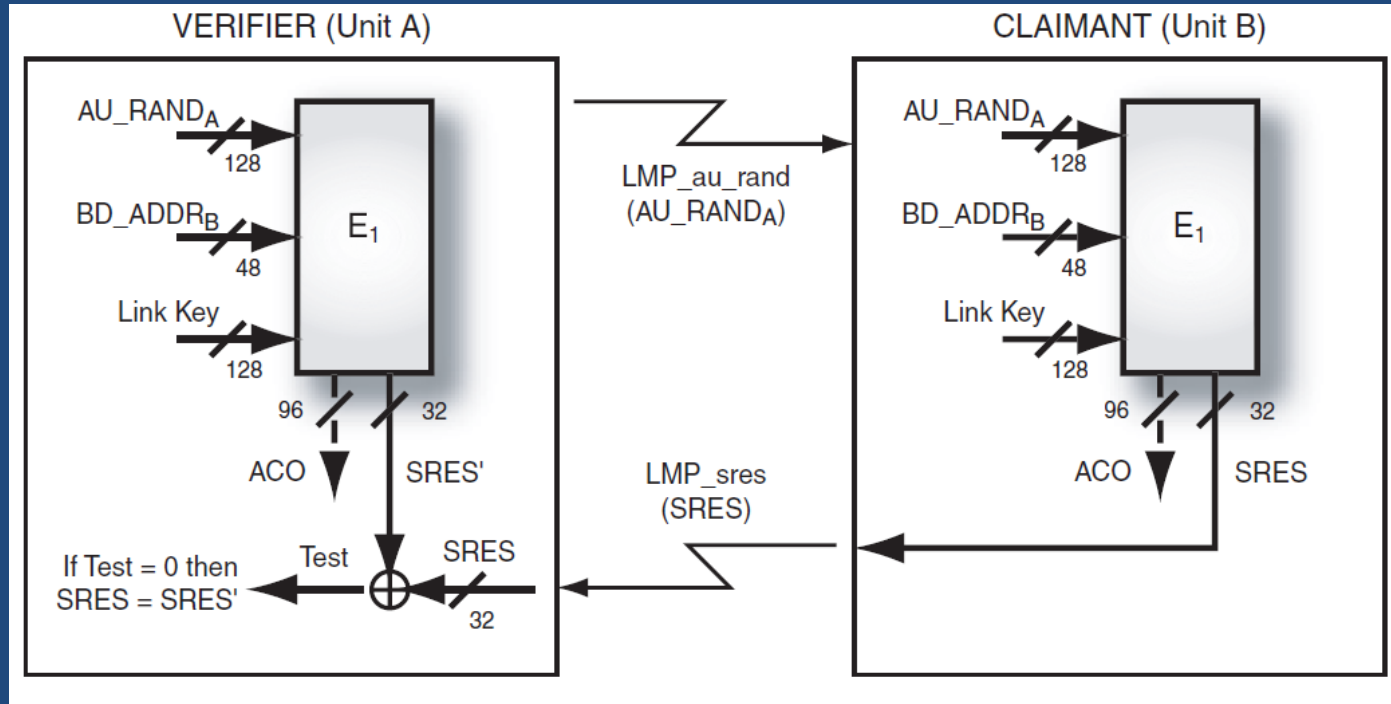 VERIFIER (Unit A)
AU_RANDA
128
BD_ADDRB
48
Link Key
128
E1
96
32
ACO
SRES'
If Test = 0 then
SRES = SRES'
Test
SRES
32
LMP_au_rand
(AU_RANDA)
LMP_sres
(SRES)
CLAIMANT (Unit B)
AU_RANDA
128
BD_ADDRB
48
Link Key
128
E1
96
32
ACO
SRES